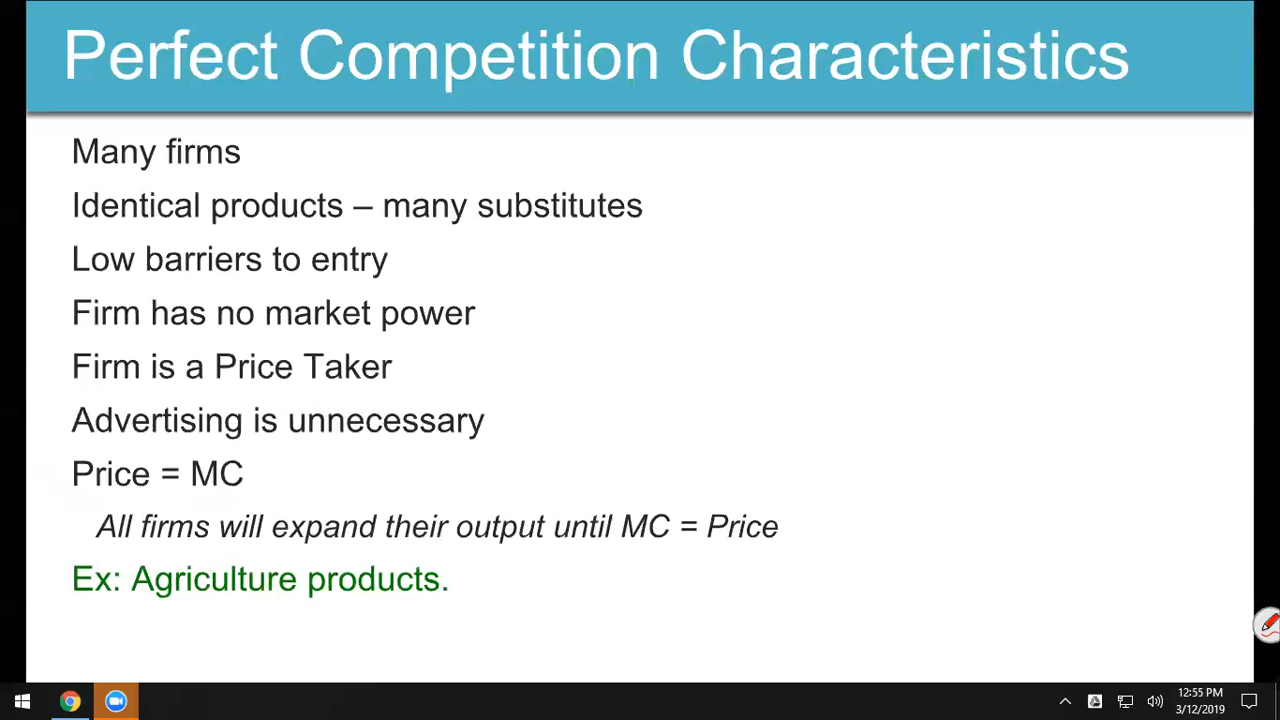 Perfect Competition Characteristics
Many firms
Identical products – many substitutes
Low barriers to entry
Firm has no market power
Firm is a Price Taker
Advertising is unnecessary
Price = MC
All firms will expand their output until MC = Price
Ex: Agriculture products.
12:55 PM
3/12/2019